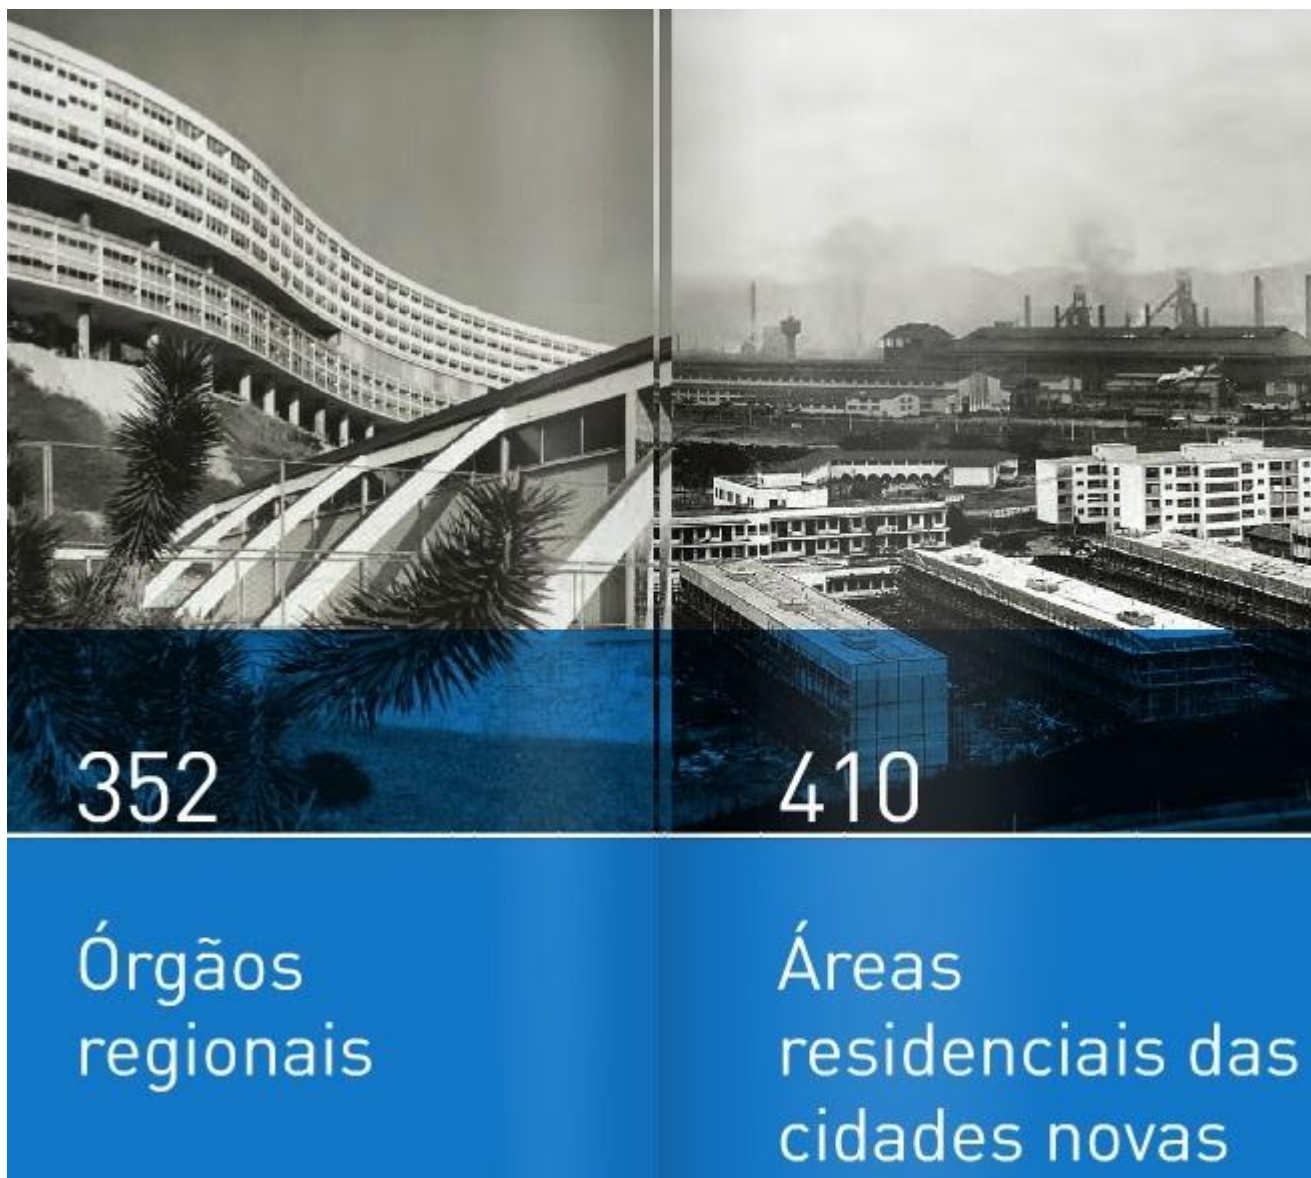 352
Órgãos
regionais
410
Áreas
residenciais das
cidades novas